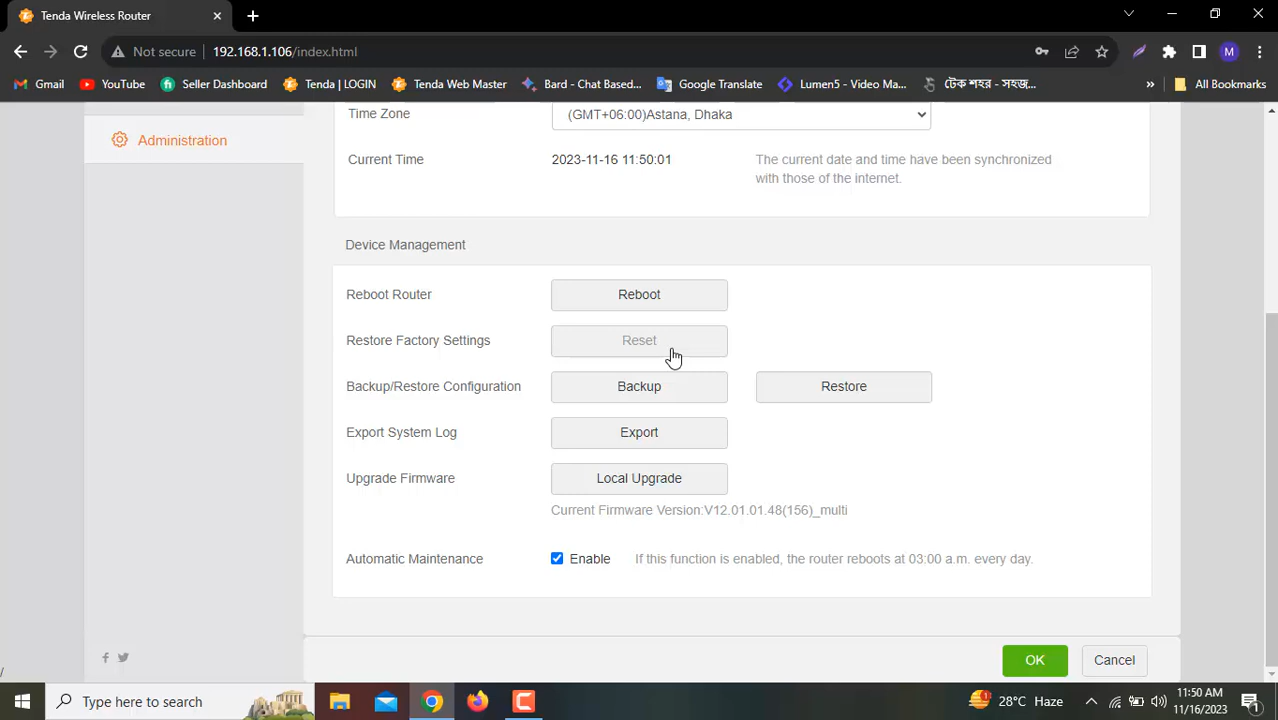 Tenda Wireless Router
Not secure 192.168.1.106/index.html
M
Gmail YouTube Seller Dashboard Tenda | LOGIN Tenda Web Master Bard - Chat Based... Google Translate Lumen5 - Video Ma... টেক শহর - সহজ... » All Bookmarks
Time Zone (GMT+06:00)Astana, Dhaka
Administration
Current Time 2023-11-16 11:50:01 The current date and time have been synchronized
with those of the internet.
Device Management
Reboot Router Reboot
Restore Factory Settings Reset
Backup/Restore Configuration Backup Restore
Export System Log Export
Upgrade Firmware Local Upgrade
Current Firmware Version:V12.01.01.48(156)_multi
Automatic Maintenance Enable If this function is enabled, the router reboots at 03:00 a.m. every day.
OK Cancel
/
Type here to search 1 28°C Haze 11:50 AM
11/16/2023 1